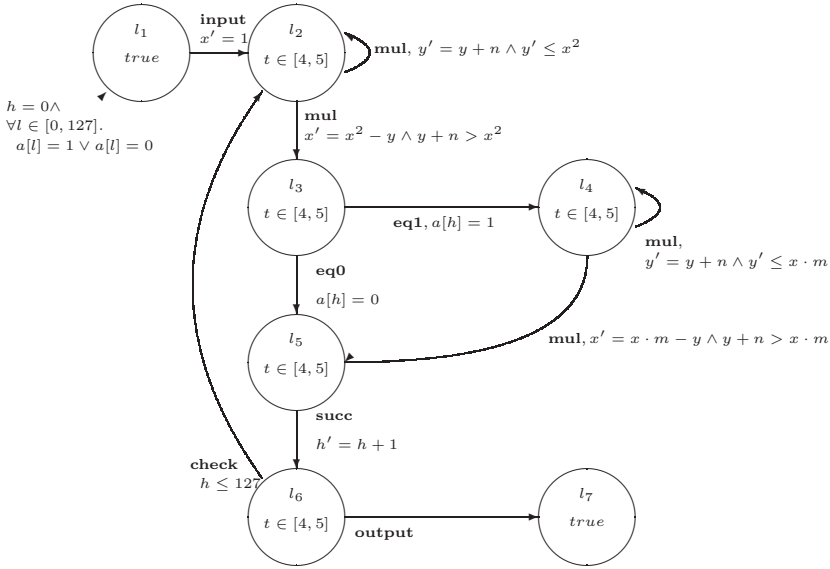 l1
true
input
x′ = 1
l2
t ∈ [4, 5]
mul, y′ = y + n ∧ y′ ≤ x²
h = 0∧
∀l ∈ [0, 127].
a[l] = 1 ∨ a[l] = 0
mul
x′ = x² − y ∧ y + n > x²
l3
t ∈ [4, 5]
eq1, a[h] = 1
l4
t ∈ [4, 5]
mul,
y′ = y + n ∧ y′ ≤ x · m
eq0
a[h] = 0
l5
t ∈ [4, 5]
mul, x′ = x · m − y ∧ y + n > x · m
succ
h′ = h + 1
check
h ≤ 127
l6
t ∈ [4, 5]
output
l7
true